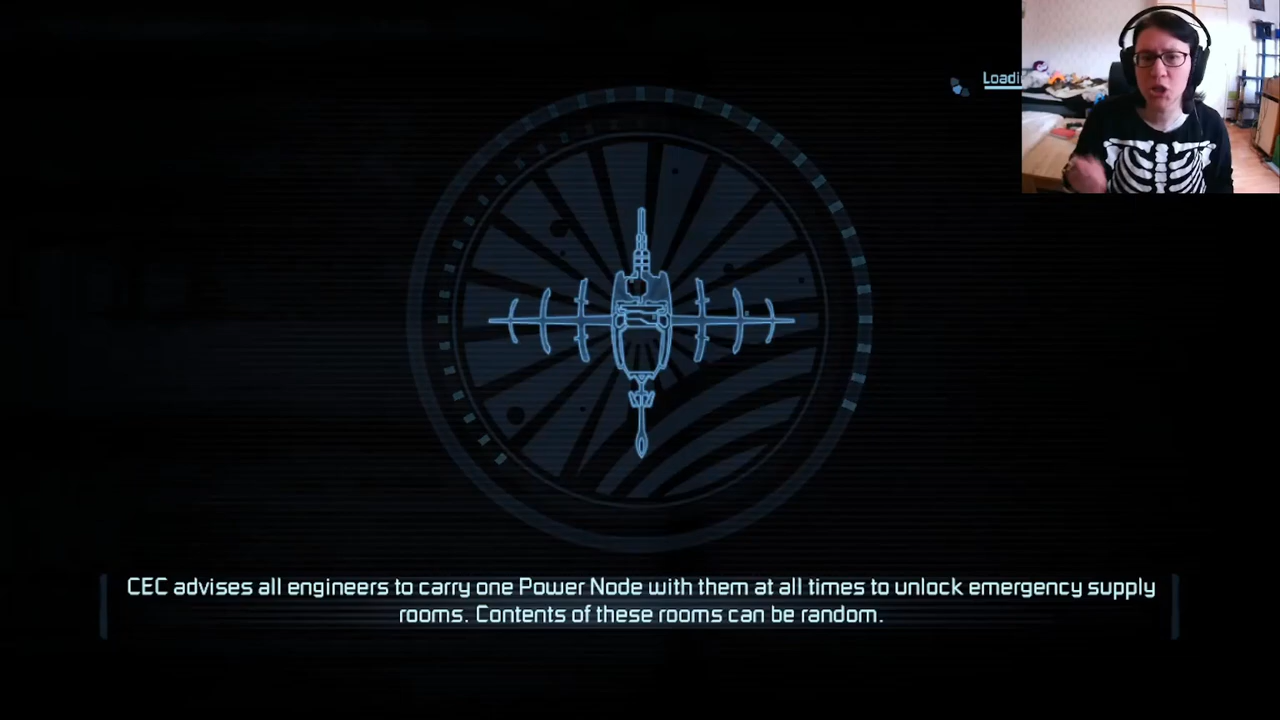 CEC advises all engineers to carry one Power Node with them at all times to unlock emergency supply
rooms. Contents of these rooms can be random.